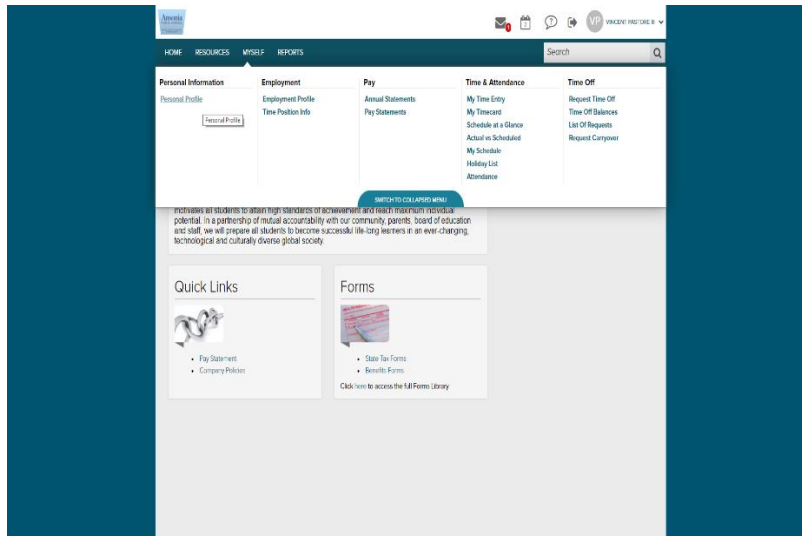 Ansonia
VP VINCENT PASTORE III
HOME RESOURCES MYSELF REPORTS
Search
Personal Information
Personal Profile
Personal Profile
Employment
Employment Profile
Time Position Info
Pay
Annual Statements
Pay Statements
Time & Attendance
My Time Entry
My Timecard
Schedule at a Glance
Actual vs Scheduled
My Schedule
Holiday List
Attendance
Time Off
Request Time Off
Time Off Balances
List Of Requests
Request Carryover
SWITCH TO COLLAPSED MENU
motivates all students to attain high standards of achievement and reach maximum individual
potential. In a partnership of mutual accountability with our community, parents, board of education
and staff, we will prepare all students to become successful life-long learners in an ever-changing,
technological and culturally diverse global society.
Quick Links
• Pay Statement
• Company Policies
Forms
• State Tax Forms
• Benefits Forms
Click here to access the full Forms Library